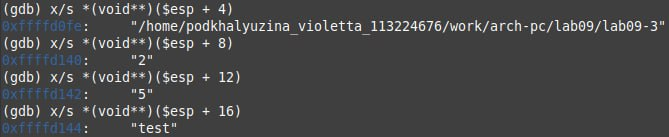 (gdb) x/s *(void**)($esp + 4)
0xffffd0fe:     "/home/podkhalyuzina_violetta_113224676/work/arch-pc/lab09/lab09-3"
(gdb) x/s *(void**)($esp + 8)
0xffffd140:     "2"
(gdb) x/s *(void**)($esp + 12)
0xffffd142:     "5"
(gdb) x/s *(void**)($esp + 16)
0xffffd144:     "test"